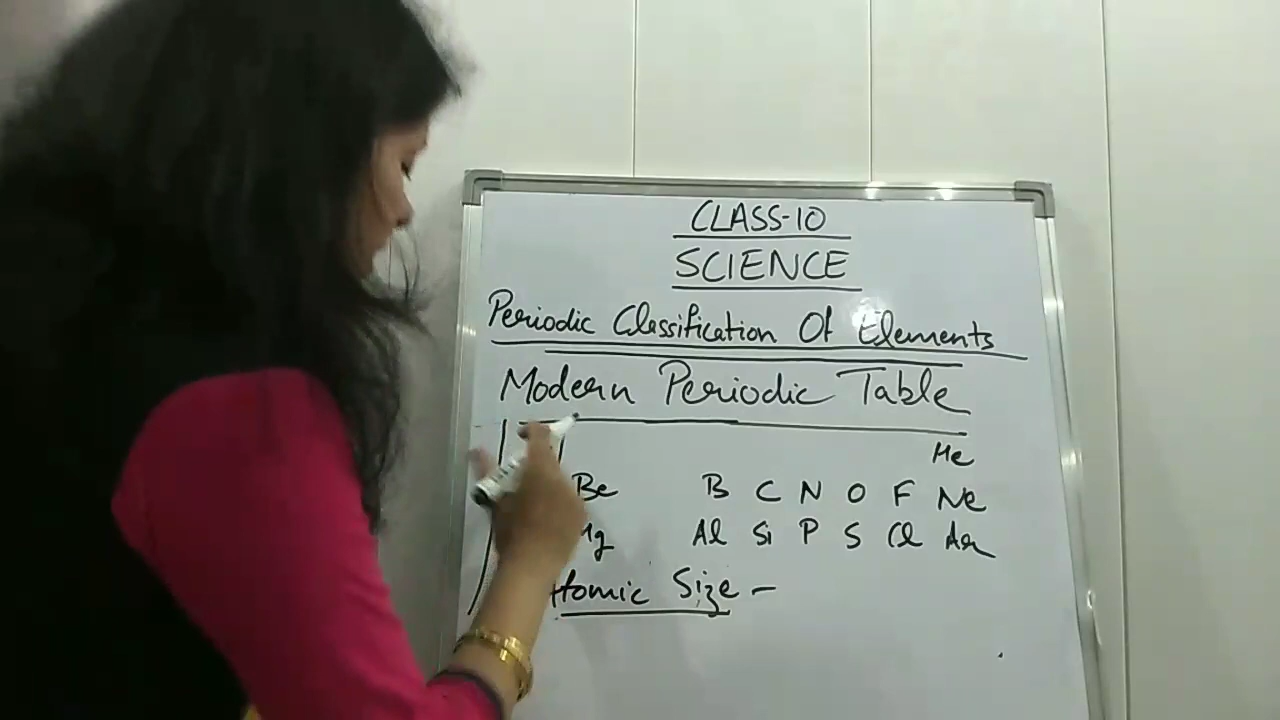 CLASS-10
SCIENCE
Periodic Classification Of Elements
Modern Periodic Table
He
Be B C N O F Ne
Mg Al Si P S Cl Ar
Atomic Size -